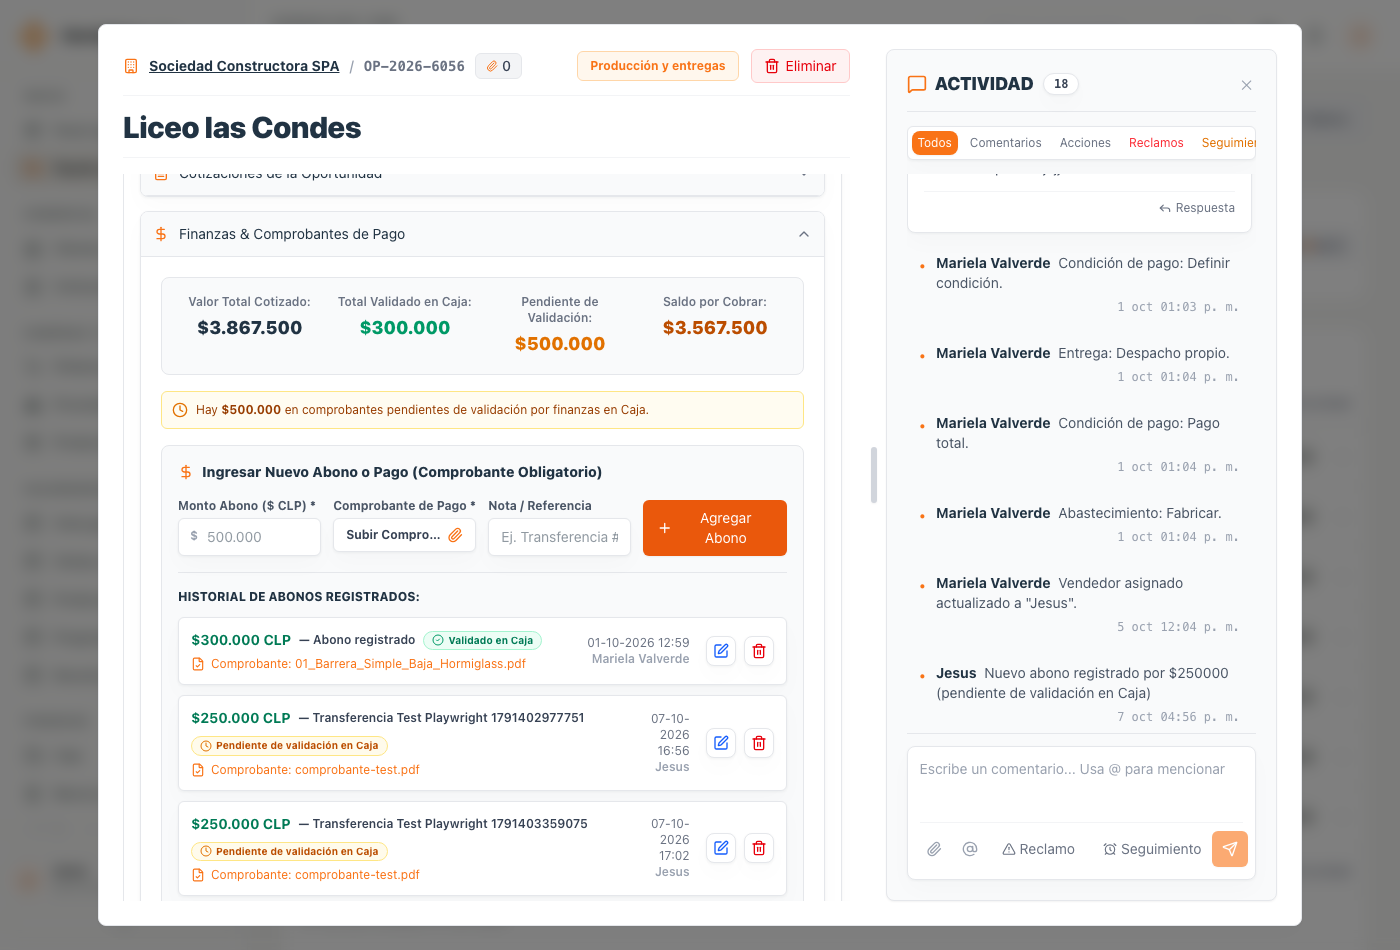 Sociedad Constructora SPA / OP-2026-6056 0 Producción y entregas Eliminar
Liceo las Condes
Cotizaciones de la Oportunidad
Finanzas & Comprobantes de Pago
Valor Total Cotizado:
$3.867.500
Total Validado en Caja:
$300.000
Pendiente de
Validación:
$500.000
Saldo por Cobrar:
$3.567.500
Hay $500.000 en comprobantes pendientes de validación por finanzas en Caja.
$ Ingresar Nuevo Abono o Pago (Comprobante Obligatorio)
Monto Abono ($ CLP) *
$ 500.000
Comprobante de Pago *
Subir Compro...
Nota / Referencia
Ej. Transferencia #
+ Agregar
Abono
HISTORIAL DE ABONOS REGISTRADOS:
$300.000 CLP — Abono registrado Validado en Caja
Comprobante: 01_Barrera_Simple_Baja_Hormiglass.pdf
01-10-2026 12:59
Mariela Valverde
$250.000 CLP — Transferencia Test Playwright 1791402977751
Pendiente de validación en Caja
Comprobante: comprobante-test.pdf
07-10-
2026
16:56
Jesus
$250.000 CLP — Transferencia Test Playwright 1791403359075
Pendiente de validación en Caja
Comprobante: comprobante-test.pdf
07-10-
2026
17:02
Jesus
ACTIVIDAD 18
Todos Comentarios Acciones Reclamos Seguimier
Respuesta
Mariela Valverde Condición de pago: Definir
condición.
1 oct 01:03 p. m.
Mariela Valverde Entrega: Despacho propio.
1 oct 01:04 p. m.
Mariela Valverde Condición de pago: Pago
total.
1 oct 01:04 p. m.
Mariela Valverde Abastecimiento: Fabricar.
1 oct 01:04 p. m.
Mariela Valverde Vendedor asignado
actualizado a "Jesus".
5 oct 12:04 p. m.
Jesus Nuevo abono registrado por $250000
(pendiente de validación en Caja)
7 oct 04:56 p. m.
Escribe un comentario... Usa @ para mencionar
@ Reclamo Seguimiento